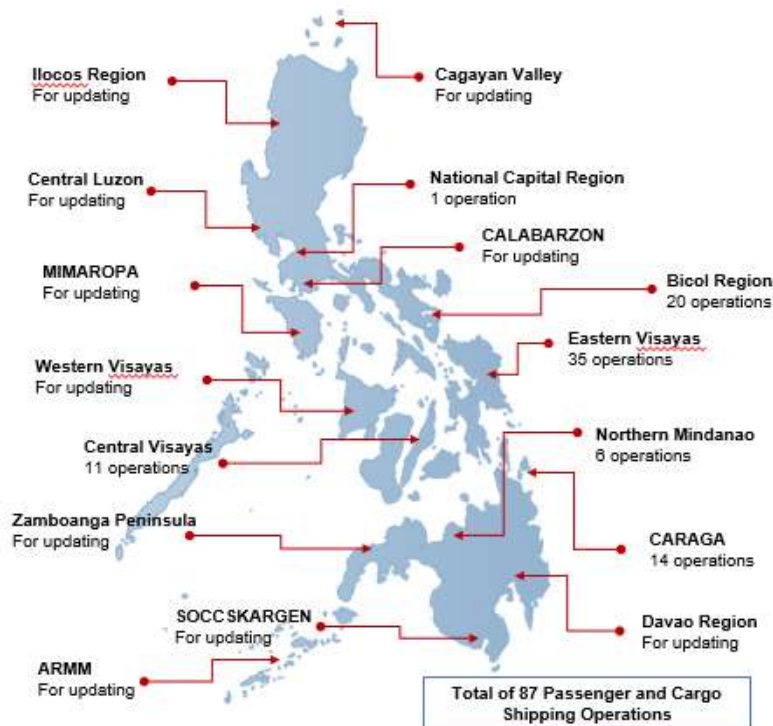 Ilocos Region
For updating
Cagayan Valley
For updating
Central Luzon
For updating
National Capital Region
1 operation
CALABARZON
For updating
MIMAROPA
For updating
Bicol Region
20 operations
Eastern Visayas
35 operations
Western Visayas
For updating
Central Visayas
11 operations
Northern Mindanao
6 operations
Zamboanga Peninsula
For updating
CARAGA
14 operations
SOCCSKARGEN
For updating
Davao Region
For updating
ARMM
For updating
Total of 87 Passenger and Cargo
Shipping Operations